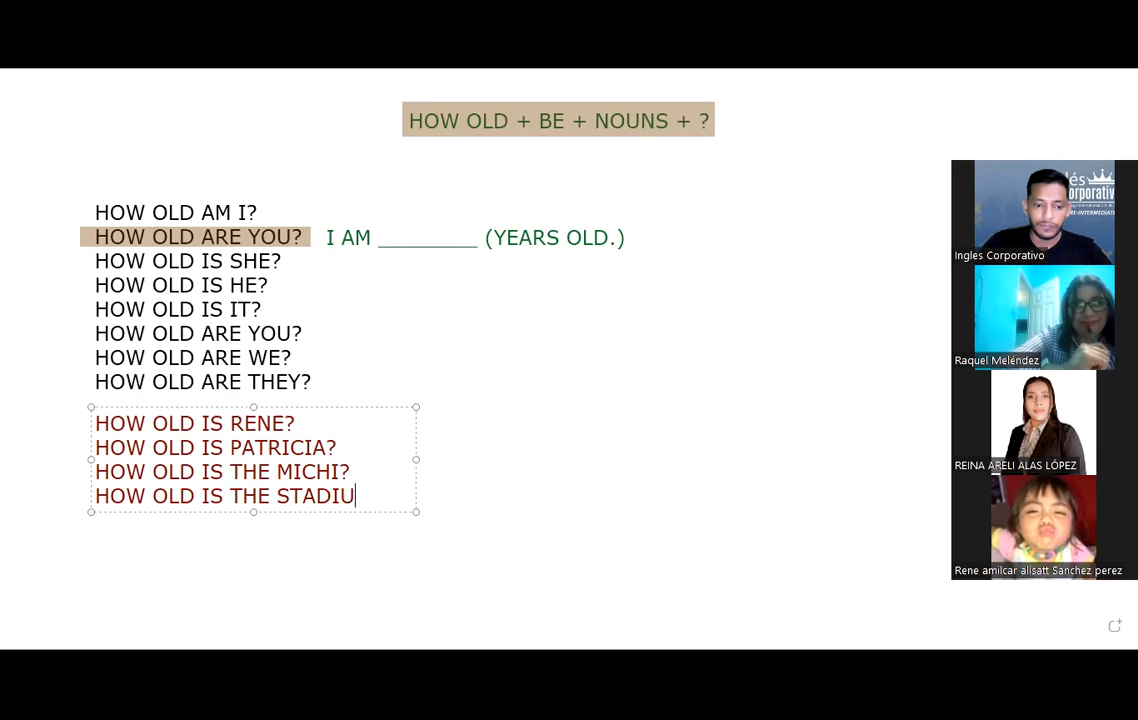 HOW OLD + BE + NOUNS + ?
HOW OLD AM I?
HOW OLD ARE YOU? I AM _________ (YEARS OLD.)
HOW OLD IS SHE?
HOW OLD IS HE?
HOW OLD IS IT?
HOW OLD ARE YOU?
HOW OLD ARE WE?
HOW OLD ARE THEY?
HOW OLD IS RENE?
HOW OLD IS PATRICIA?
HOW OLD IS THE MICHI?
HOW OLD IS THE STADIU
Ingles Corporativo
Raquel Meléndez
REINA ARELI ALAS LÓPEZ
Rene amilcar alisatt Sanchez perez